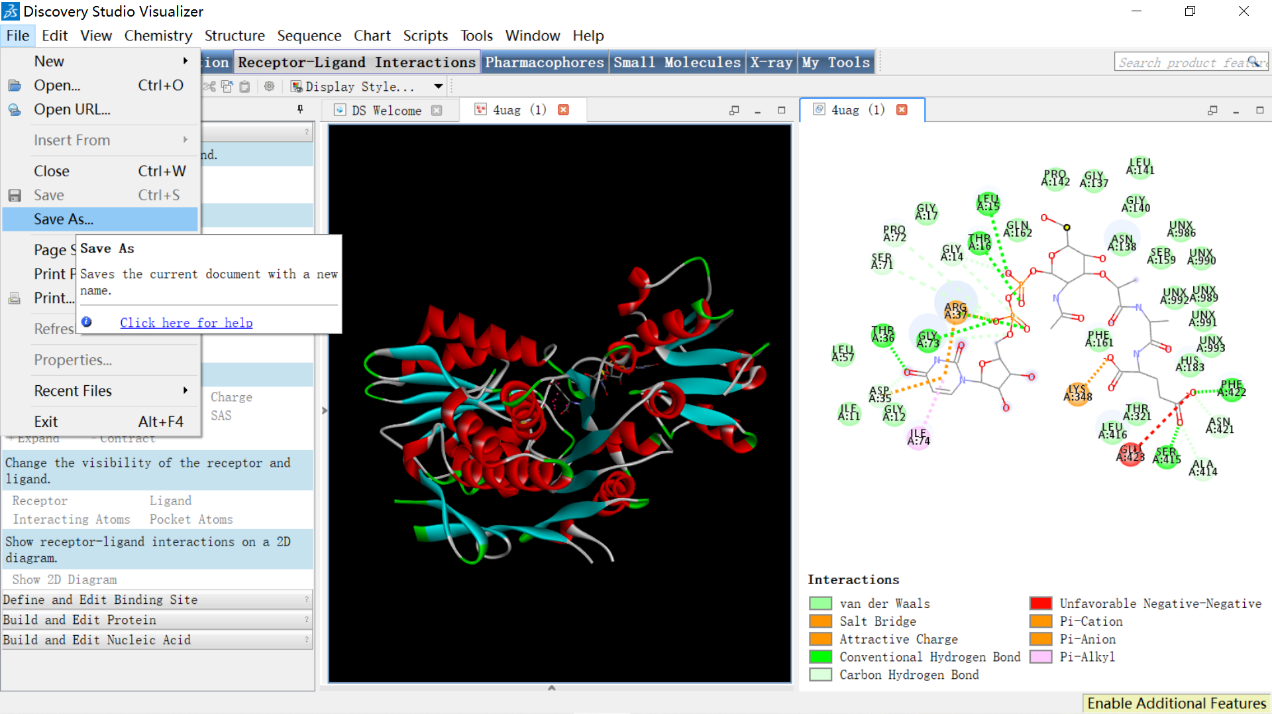 Discovery Studio Visualizer
File Edit View Chemistry Structure Sequence Chart Scripts Tools Window Help
Receptor-Ligand Interactions Pharmacophores Small Molecules X-ray My Tools
Search product
Display Style...
New
Open... Ctrl+O
Open URL...
Insert From
Close Ctrl+W
Save Ctrl+S
Save As...
Page S
Print P
Print...
Refres
Properties...
Recent Files
Exit Alt+F4
Save As
Saves the current document with a new
name.
Click here for help
nd.
Charge
SAS
Expand Contract
Change the visibility of the receptor and
ligand.
Receptor Ligand
Interacting Atoms Pocket Atoms
Show receptor-ligand interactions on a 2D
diagram.
Show 2D Diagram
Define and Edit Binding Site
Build and Edit Protein
Build and Edit Nucleic Acid
DS Welcome
4uag (1)
4uag (1)
LEU
A:141
PRO
A:142
GLY
A:137
LEU
A:15
GLY
A:140
GLY
A:17
GLN
A:162
UNX
A:986
PRO
A:72
THR
A:16
ASN
A:138
GLY
A:14
SER
A:159
UNX
A:990
SER
A:71
UNX
A:992
UNX
A:989
ARG
A:37
UNX
A:991
THR
A:36
GLY
A:73
PHE
A:161
UNX
A:993
LEU
A:57
HIS
A:183
ASP
A:35
LYS
A:348
PHE
A:422
ILE
A:11
GLY
A:12
THR
A:321
ASN
A:421
ILE
A:74
LEU
A:416
GLU
A:423
SER
A:415
ALA
A:414
Interactions
van der Waals
Salt Bridge
Attractive Charge
Conventional Hydrogen Bond
Carbon Hydrogen Bond
Unfavorable Negative-Negative
Pi-Cation
Pi-Anion
Pi-Alkyl
Enable Additional Features